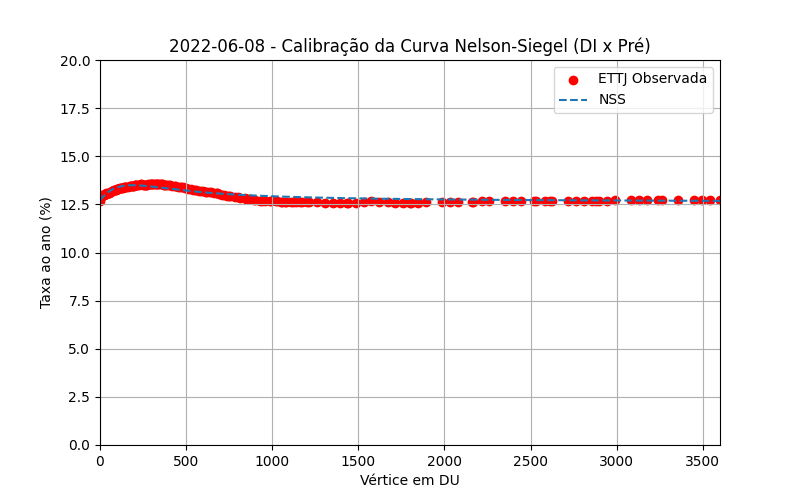 2022-06-08 - Calibração da Curva Nelson-Siegel (DI x Pré)
20.0
17.5
15.0
12.5
10.0
7.5
5.0
2.5
0.0
Taxa ao ano (%)
ETTJ Observada
NSS
0 500 1000 1500 2000 2500 3000 3500
Vértice em DU